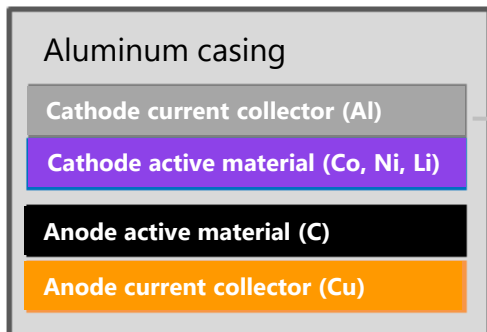 Aluminum casing
Cathode current collector (Al)
Cathode active material (Co, Ni, Li)
Anode active material (C)
Anode current collector (Cu)